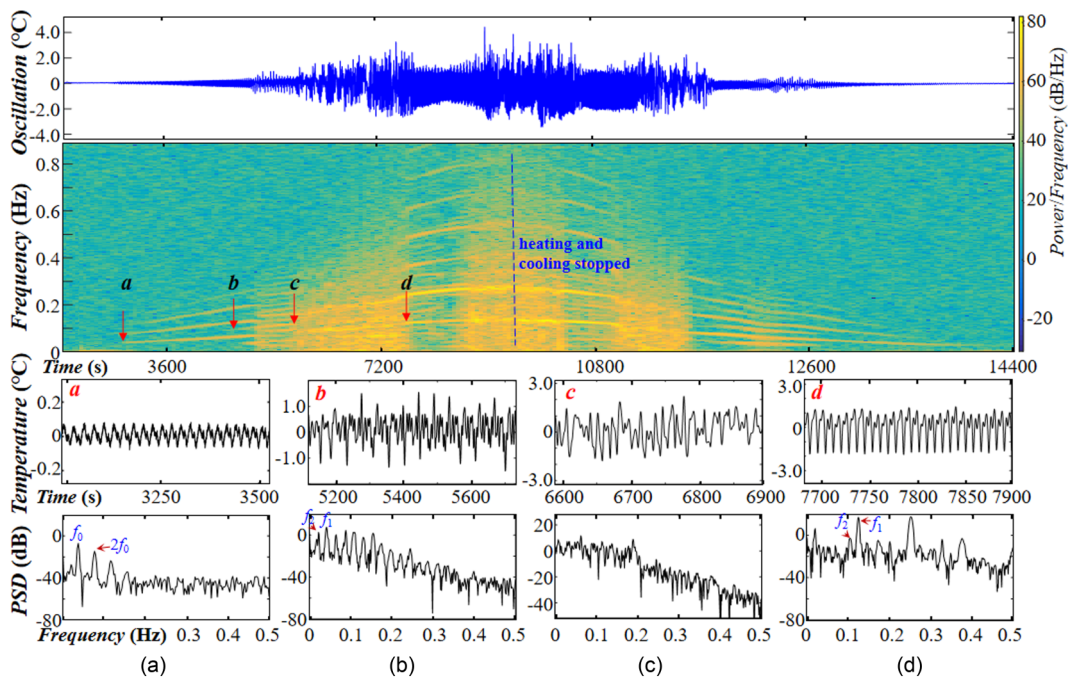 Oscillation (°C)
4.0
2.0
0
-2.0
-4.0
Frequency (Hz)
0.8
0.6
0.4
0.2
0
a
b
c
d
heating and
cooling stopped
80
60
40
20
0
-20
Power/Frequency (dB/Hz)
Time (s)
3600
7200
10800
12600
14400
Temperature (°C)
0.2
0
-0.2
a
Time (s)
3250
3500
1.0
0
-1.0
b
5200
5400
5600
3.0
0
-3.0
c
6600
6700
6800
6900
3.0
0
-3.0
d
7700
7750
7800
7850
7900
PSD (dB)
0
-40
-80
f0
2f0
Frequency (Hz)
0.1
0.2
0.3
0.4
0.5
0
-40
-80
f2
f1
0
0.1
0.2
0.3
0.4
0.5
20
0
-20
-40
0
0.1
0.2
0.3
0.4
0.5
0
-40
-80
f2
f1
0
0.1
0.2
0.3
0.4
0.5
(a)
(b)
(c)
(d)